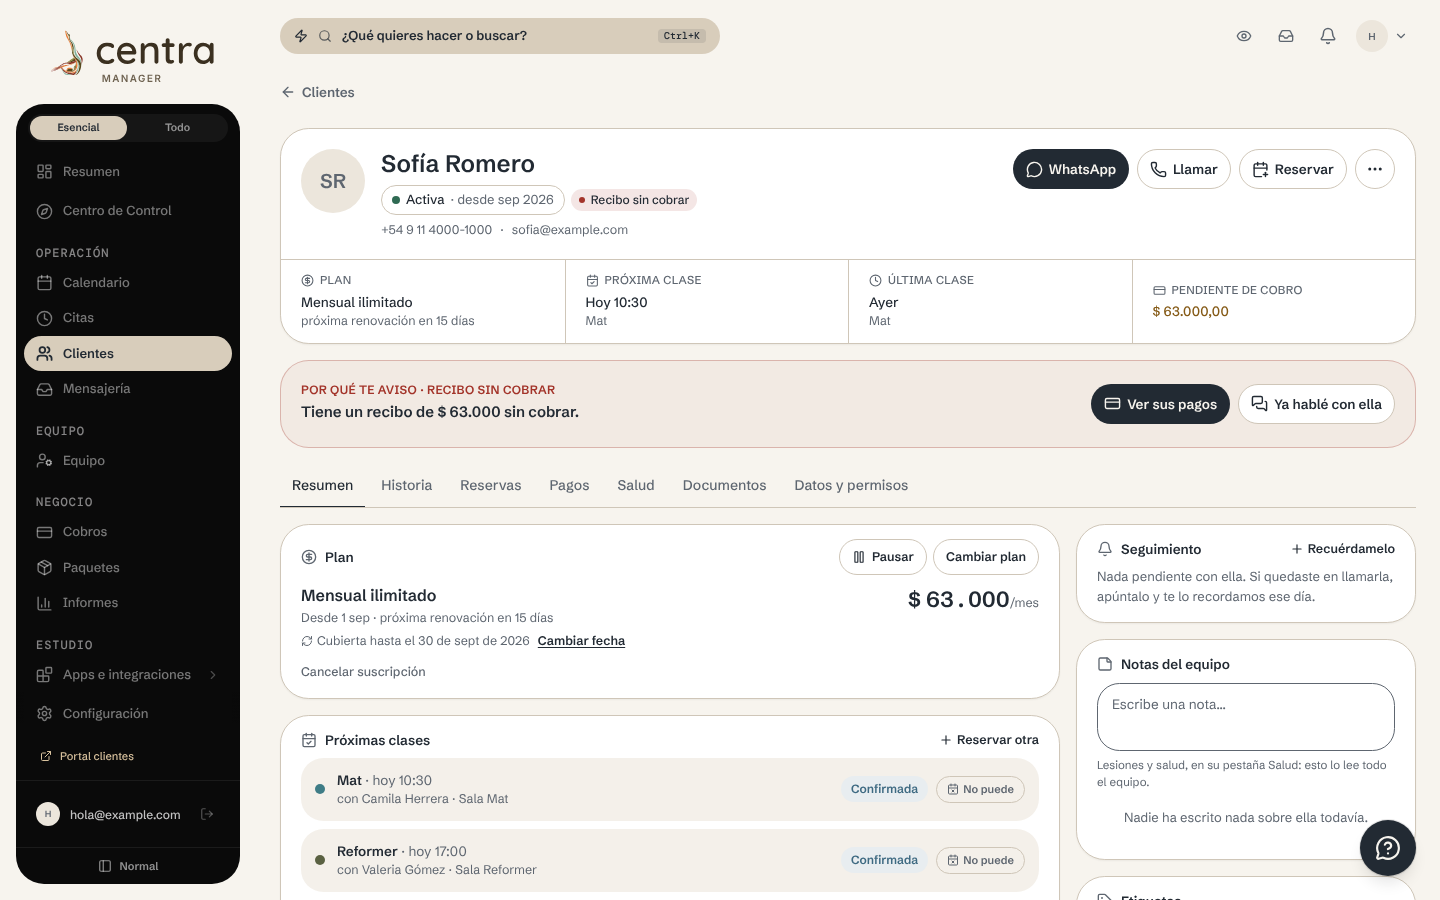 centra
MANAGER
Esencial
Todo
Resumen
Centro de Control
OPERACIÓN
Calendario
Citas
Clientes
Mensajería
EQUIPO
Equipo
NEGOCIO
Cobros
Paquetes
Informes
ESTUDIO
Apps e integraciones
Configuración
Portal clientes
H
hola@example.com
Normal
¿Qué quieres hacer o buscar?
Ctrl+K
H
Clientes
SR
Sofía Romero
Activa · desde sep 2026
Recibo sin cobrar
+54 9 11 4000-1000 · sofia@example.com
WhatsApp
Llamar
Reservar
PLAN
Mensual ilimitado
próxima renovación en 15 días
PRÓXIMA CLASE
Hoy 10:30
Mat
ÚLTIMA CLASE
Ayer
Mat
PENDIENTE DE COBRO
$ 63.000,00
POR QUÉ TE AVISO · RECIBO SIN COBRAR
Tiene un recibo de $ 63.000 sin cobrar.
Ver sus pagos
Ya hablé con ella
Resumen
Historia
Reservas
Pagos
Salud
Documentos
Datos y permisos
Plan
Pausar
Cambiar plan
Mensual ilimitado
$ 63.000/mes
Desde 1 sep · próxima renovación en 15 días
Cubierta hasta el 30 de sept de 2026 Cambiar fecha
Cancelar suscripción
Próximas clases
Reservar otra
Mat · hoy 10:30
con Camila Herrera · Sala Mat
Confirmada
No puede
Reformer · hoy 17:00
con Valeria Gómez · Sala Reformer
Confirmada
No puede
Seguimiento
Recuérdamelo
Nada pendiente con ella. Si quedaste en llamarla,
apúntalo y te lo recordamos ese día.
Notas del equipo
Escribe una nota...
Lesiones y salud, en su pestaña Salud: esto lo lee todo
el equipo.
Nadie ha escrito nada sobre ella todavía.
Etiquetas